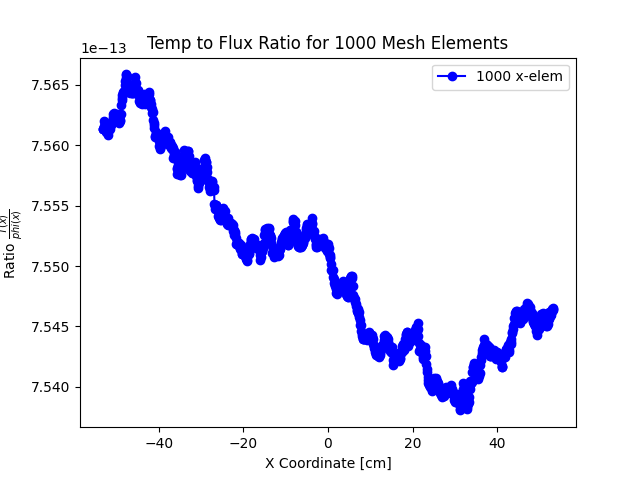 Temp to Flux Ratio for 1000 Mesh Elements
1e−13
1000 x-elem
7.565
7.560
7.555
7.550
7.545
7.540
Ratio T(x)/phi(x)
−40
−20
0
20
40
X Coordinate [cm]